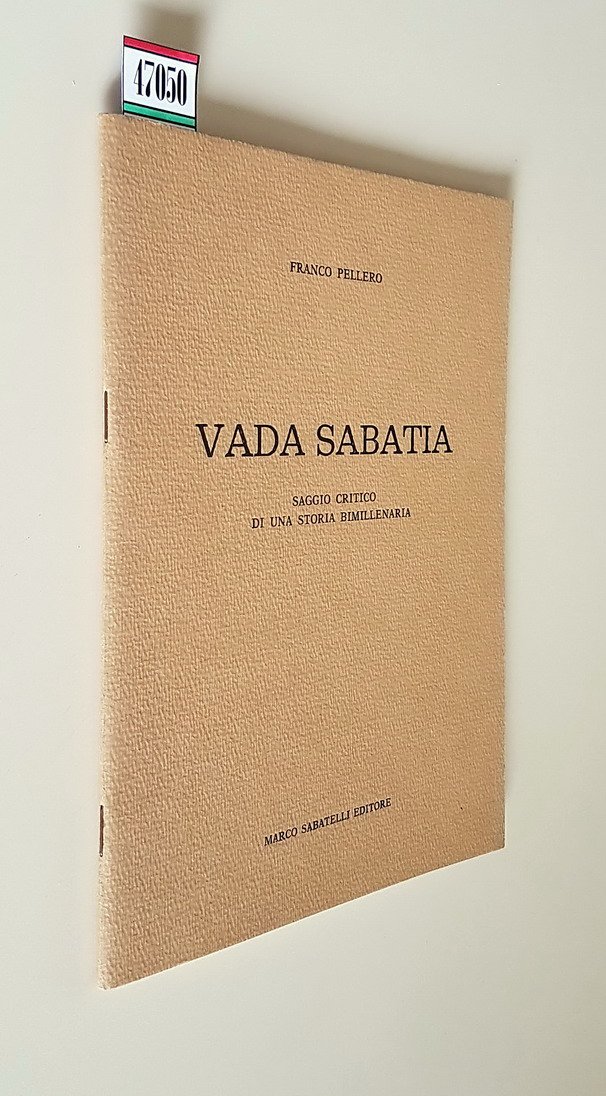 47050
FRANCO PELLERO
VADA SABATIA
SAGGIO CRITICO
DI UNA STORIA BIMILLENARIA
MARCO SABATELLI EDITORE